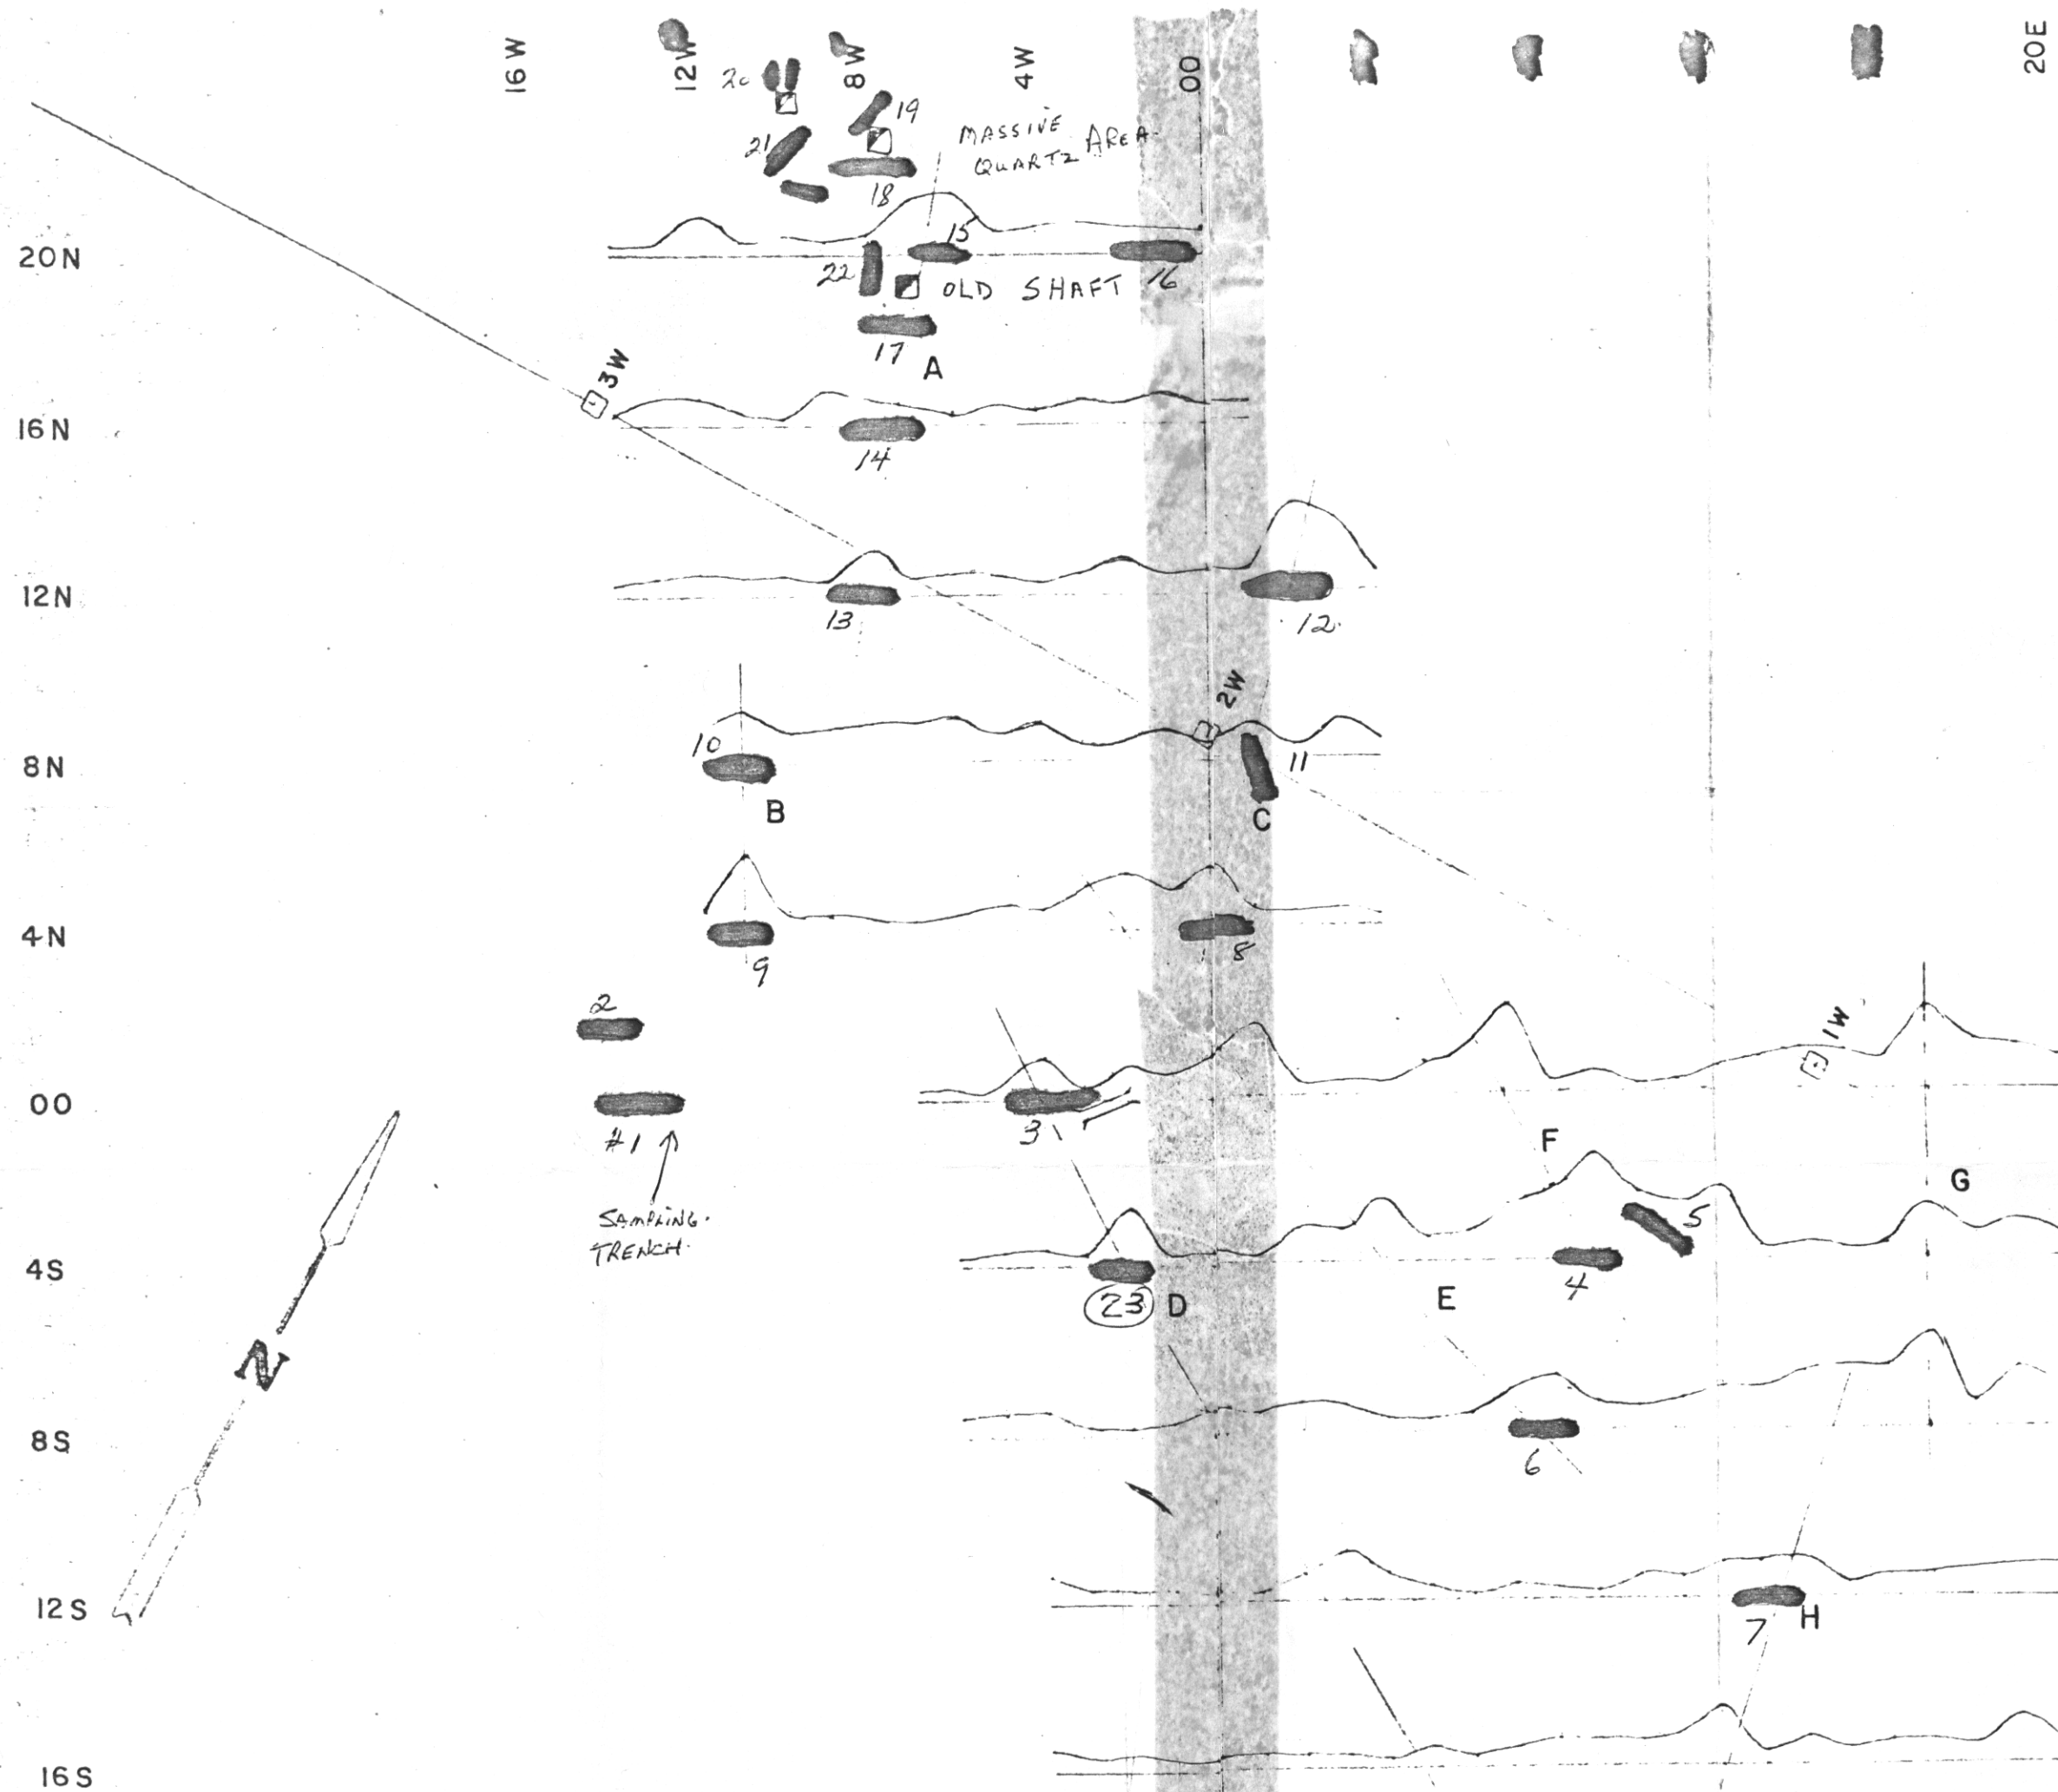 16W
12W
8W
4W
00
20E
20
19
MASSIVE AREA.
QUARTZ
21
18
15
20N
22
OLD SHAFT
16
17
A
3W
16N
14
12N
13
12.
2W
10
11
8N
B
C
4N
9
8
2
1W
00
#1
3
F
G
SAMPLING.
TRENCH.
5
4S
4
23
D
E
N
8S
6
12S
7
H
16S